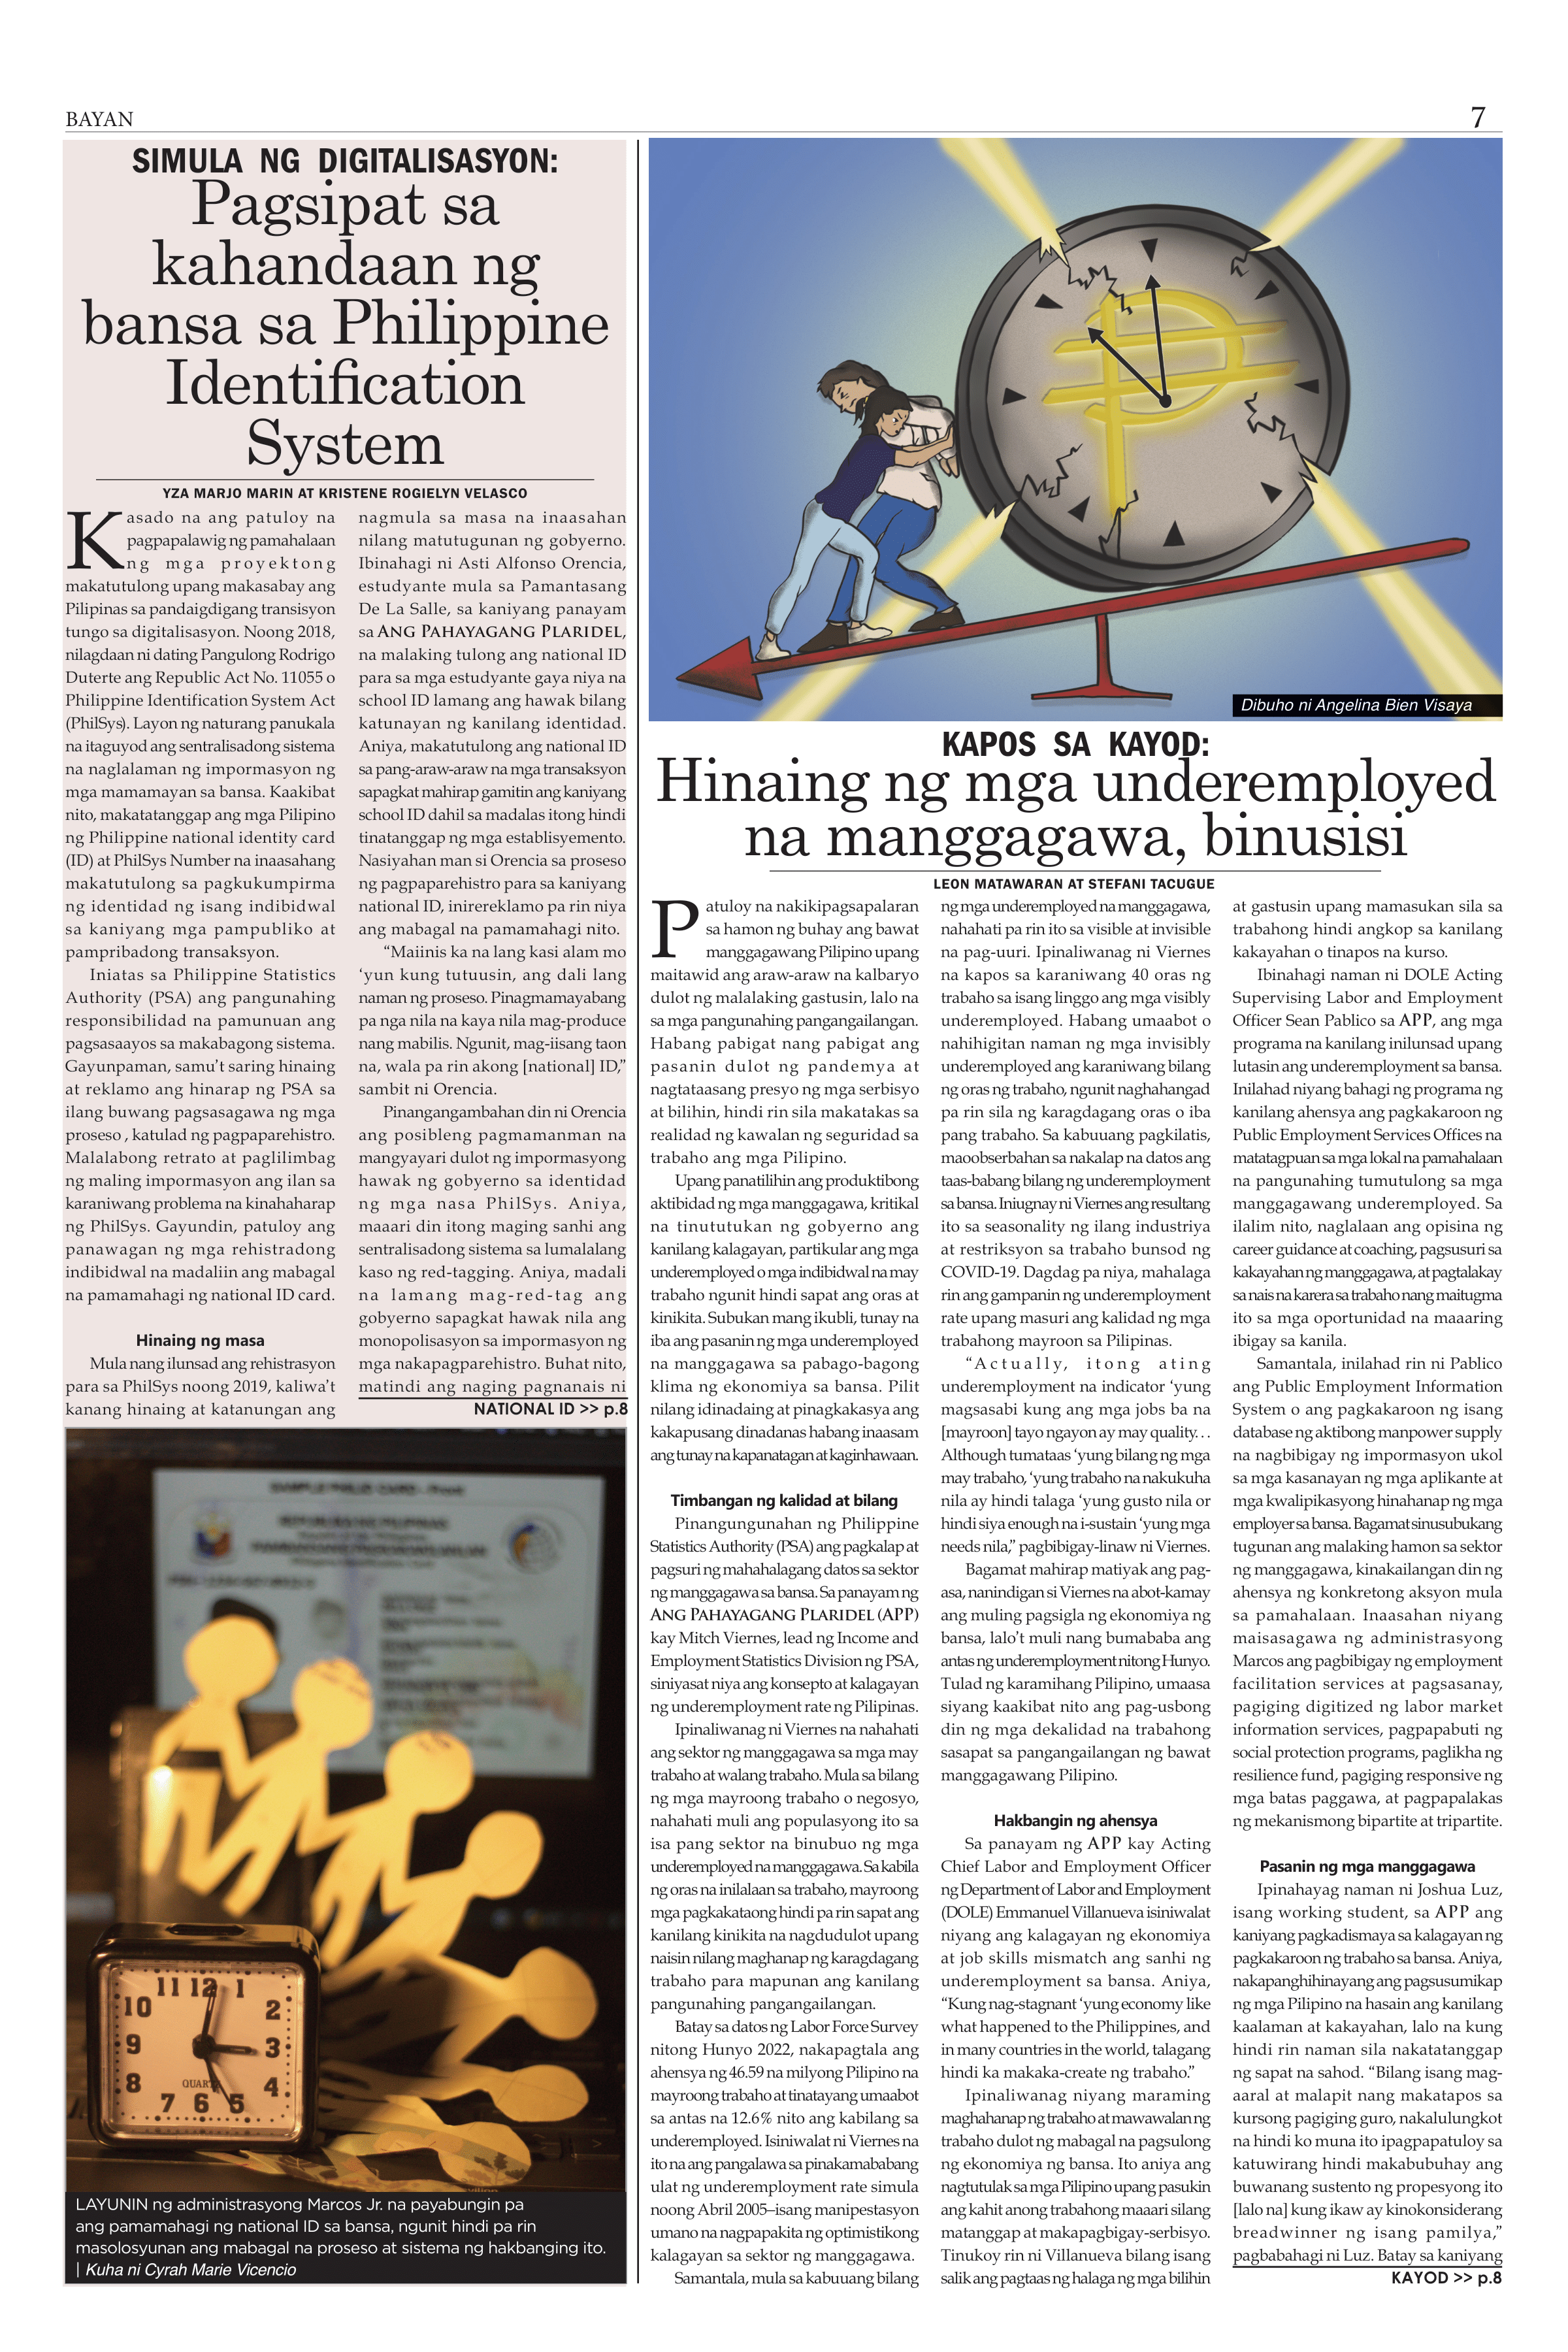 BAYAN
7
SIMULA NG DIGITALISASYON:
Pagsipat sa
kahandaan ng
bansa sa Philippine
Identification
System
YZA MARJO MARIN AT KRISTENE ROGIELYN VELASCO
Kasado na ang patuloy na
pagpapalawig ng pamahalaan
ng mga proyektong
makatutulong upang makasabay ang
Pilipinas sa pandaigdigang transisyon
tungo sa digitalisasyon. Noong 2018,
nilagdaan ni dating Pangulong Rodrigo
Duterte ang Republic Act No. 11055 o
Philippine Identification System Act
(PhilSys). Layon ng naturang panukala
na itaguyod ang sentralisadong sistema
na naglalaman ng impormasyon ng
mga mamamayan sa bansa. Kaakibat
nito, makatatanggap ang mga Pilipino
ng Philippine national identity card
(ID) at PhilSys Number na inaasahang
makatutulong sa pagkukumpirma
ng identidad ng isang indibidwal
sa kaniyang mga pampubliko at
pampribadong transaksyon.
Iniatas sa Philippine Statistics
Authority (PSA) ang pangunahing
responsibilidad na pamunuan ang
pagsasaayos sa makabagong sistema.
Gayunpaman, samu't saring hinaing
at reklamo ang hinarap ng PSA sa
ilang buwang pagsasagawa ng mga
proseso , katulad ng pagpaparehistro.
Malalabong retrato at paglilimbag
ng maling impormasyon ang ilan sa
karaniwang problema na kinahaharap
ng PhilSys. Gayundin, patuloy ang
panawagan ng mga rehistradong
indibidwal na madaliin ang mabagal
na pamamahagi ng national ID card.
Hinaing ng masa
Mula nang ilunsad ang rehistrasyon
para sa PhilSys noong 2019, kaliwa't
kanang hinaing at katanungan ang
nagmula sa masa na inaasahan
nilang matutugunan ng gobyerno.
Ibinahagi ni Asti Alfonso Orencia,
estudyante mula sa Pamantasang
De La Salle, sa kaniyang panayam
sa ANG PAHAYAGANG PLARIDEL,
na malaking tulong ang national ID
para sa mga estudyante gaya niya na
school ID lamang ang hawak bilang
katunayan ng kanilang identidad.
Aniya, makatutulong ang national ID
sa pang-araw-araw na mga transaksyon
sapagkat mahirap gamitin ang kaniyang
school ID dahil sa madalas itong hindi
tinatanggap ng mga establisyemento.
Nasiyahan man si Orencia sa proseso
ng pagpaparehistro para sa kaniyang
national ID, inirereklamo pa rin niya
ang mabagal na pamamahagi nito.
“Maiinis ka na lang kasi alam mo
‘yun kung tutuusin, ang dali lang
naman ng proseso. Pinagmamayabang
pa nga nila na kaya nila mag-produce
nang mabilis. Ngunit, mag-iisang taon
na, wala pa rin akong [national] ID,”
sambit ni Orencia.
Pinangangambahan din ni Orencia
ang posibleng pagmamanman na
mangyayari dulot ng impormasyong
hawak ng gobyerno sa identidad
ng mga nasa PhilSys. Aniya,
maaari din itong maging sanhi ang
sentralisadong sistema sa lumalalang
kaso ng red-tagging. Aniya, madali
na lamang mag-red-tag ang
gobyerno sapagkat hawak nila ang
monopolisasyon sa impormasyon ng
mga nakapagparehistro. Buhat nito,
matindi ang naging pagnanais ni
NATIONAL ID >> p.8
11 12 1
10 2
9 3
8 4
7 6 5
QUARTZ
LAYUNIN ng administrasyong Marcos Jr. na payabungin pa
ang pamamahagi ng national ID sa bansa, ngunit hindi pa rin
masolosyunan ang mabagal na proseso at sistema ng hakbanging ito.
| Kuha ni Cyrah Marie Vicencio
Dibuho ni Angelina Bien Visaya
KAPOS SA KAYOD:
Hinaing ng mga underemployed
na manggagawa, binusisi
LEON MATAWARAN AT STEFANI TACUGUE
Patuloy na nakikipagsapalaran
sa hamon ng buhay ang bawat
manggagawang Pilipino upang
maitawid ang araw-araw na kalbaryo
dulot ng malalaking gastusin, lalo na
sa mga pangunahing pangangailangan.
Habang pabigat nang pabigat ang
pasanin dulot ng pandemya at
nagtataasang presyo ng mga serbisyo
at bilihin, hindi rin sila makatakas sa
realidad ng kawalan ng seguridad sa
trabaho ang mga Pilipino.
Upang panatilihin ang produktibong
aktibidad ng mga manggagawa, kritikal
na tinututukan ng gobyerno ang
kanilang kalagayan, partikular ang mga
underemployed o mga indibidwal na may
trabaho ngunit hindi sapat ang oras at
kinikita. Subukan mang ikubli, tunay na
iba ang pasanin ng mga underemployed
na manggagawa sa pabago-bagong
klima ng ekonomiya sa bansa. Pilit
nilang idinadaing at pinagkakasya ang
kakapusang dinadanas habang inaasam
ang tunay na kapanatagan at kaginhawaan.
Timbangan ng kalidad at bilang
Pinangungunahan ng Philippine
Statistics Authority (PSA) ang pagkalap at
pagsuri ng mahahalagang datos sa sektor
ng manggagawa sa bansa. Sa panayam ng
ANG PAHAYAGANG PLARIDEL (APP)
kay Mitch Viernes, lead ng Income and
Employment Statistics Division ng PSA,
siniyasat niya ang konsepto at kalagayan
ng underemployment rate ng Pilipinas.
Ipinaliwanag ni Viernes na nahahati
ang sektor ng manggagawa sa mga may
trabaho at walang trabaho. Mula sa bilang
ng mga mayroong trabaho o negosyo,
nahahati muli ang populasyong ito sa
isa pang sektor na binubuo ng mga
underemployed na manggagawa. Sa kabila
ng oras na inilalaan sa trabaho, mayroong
mga pagkakataong hindi pa rin sapat ang
kanilang kinikita na nagdudulot upang
naisin nilang maghanap ng karagdagang
trabaho para mapunan ang kanilang
pangunahing pangangailangan.
Batay sa datos ng Labor Force Survey
nitong Hunyo 2022, nakapagtala ang
ahensya ng 46.59 na milyong Pilipino na
mayroong trabaho at tinatayang umaabot
sa antas na 12.6% nito ang kabilang sa
underemployed. Isiniwalat ni Viernes na
ito na ang pangalawa sa pinakamababang
ulat ng underemployment rate simula
noong Abril 2005–isang manipestasyon
umano na nagpapakita ng optimistikong
kalagayan sa sektor ng manggagawa.
Samantala, mula sa kabuuang bilang
ng mga underemployed na manggagawa,
nahahati pa rin ito sa visible at invisible
na pag-uuri. Ipinaliwanag ni Viernes
na kapos sa karaniwang 40 oras ng
trabaho sa isang linggo ang mga visibly
underemployed. Habang umaabot o
nahihigitan naman ng mga invisibly
underemployed ang karaniwang bilang
ng oras ng trabaho, ngunit naghahangad
pa rin sila ng karagdagang oras o iba
pang trabaho. Sa kabuuang pagkilatis,
maoobserbahan sa nakalap na datos ang
taas-babang bilang ng underemployment
sa bansa. Iniugnay ni Viernes ang resultang
ito sa seasonality ng ilang industriya
at restriksyon sa trabaho bunsod ng
COVID-19. Dagdag pa niya, mahalaga
rin ang gampanin ng underemployment
rate upang masuri ang kalidad ng mga
trabahong mayroon sa Pilipinas.
“Actually, itong ating
underemployment na indicator ‘yung
magsasabi kung ang mga jobs ba na
[mayroon] tayo ngayon ay may quality. . .
Although tumataas ‘yung bilang ng mga
may trabaho, ‘yung trabaho na nakukuha
nila ay hindi talaga ‘yung gusto nila or
hindi siya enough na i-sustain ‘yung mga
needs nila,” pagbibigay-linaw ni Viernes.
Bagamat mahirap matiyak ang pag-
asa, nanindigan si Viernes na abot-kamay
ang muling pagsigla ng ekonomiya ng
bansa, lalo't muli nang bumababa ang
antas ng underemployment nitong Hunyo.
Tulad ng karamihang Pilipino, umaasa
siyang kaakibat nito ang pag-usbong
din ng mga dekalidad na trabahong
sasapat sa pangangailangan ng bawat
manggagawang Pilipino.
Hakbangin ng ahensya
Sa panayam ng APP kay Acting
Chief Labor and Employment Officer
ng Department of Labor and Employment
(DOLE) Emmanuel Villanueva isiniwalat
niyang ang kalagayan ng ekonomiya
at job skills mismatch ang sanhi ng
underemployment sa bansa. Aniya,
“Kung nag-stagnant ‘yung economy like
what happened to the Philippines, and
in many countries in the world, talagang
hindi ka makaka-create ng trabaho.”
Ipinaliwanag niyang maraming
maghahanap ng trabaho at mawawalan ng
trabaho dulot ng mabagal na pagsulong
ng ekonomiya ng bansa. Ito aniya ang
nagtutulak sa mga Pilipino upang pasukin
ang kahit anong trabahong maaari silang
matanggap at makapagbigay-serbisyo.
Tinukoy rin ni Villanueva bilang isang
salik ang pagtaas ng halaga ng mga bilihin
at gastusin upang mamasukan sila sa
trabahong hindi angkop sa kanilang
kakayahan o tinapos na kurso.
Ibinahagi naman ni DOLE Acting
Supervising Labor and Employment
Officer Sean Pablico sa APP, ang mga
programa na kanilang inilunsad upang
lutasin ang underemployment sa bansa.
Inilahad niyang bahagi ng programa ng
kanilang ahensya ang pagkakaroon ng
Public Employment Services Offices na
matatagpuan sa mga lokal na pamahalaan
na pangunahing tumutulong sa mga
manggagawang underemployed. Sa
ilalim nito, naglalaan ang opisina ng
career guidance at coaching, pagsusuri sa
kakayahan ng manggagawa, at pagtalakay
sa nais na karera sa trabaho nang maitugma
ito sa mga oportunidad na maaaring
ibigay sa kanila.
Samantala, inilahad rin ni Pablico
ang Public Employment Information
System o ang pagkakaroon ng isang
database ng aktibong manpower supply
na nagbibigay ng impormasyon ukol
sa mga kasanayan ng mga aplikante at
mga kwalipikasyong hinahanap ng mga
employer sa bansa. Bagamat sinusubukang
tugunan ang malaking hamon sa sektor
ng manggagawa, kinakailangan din ng
ahensya ng konkretong aksyon mula
sa pamahalaan. Inaasahan niyang
maisasagawa ng administrasyong
Marcos ang pagbibigay ng employment
facilitation services at pagsasanay,
pagiging digitized ng labor market
information services, pagpapabuti ng
social protection programs, paglikha ng
resilience fund, pagiging responsive ng
mga batas paggawa, at pagpapalakas
ng mekanismong bipartite at tripartite.
Pasanin ng mga manggagawa
Ipinahayag naman ni Joshua Luz,
isang working student, sa APP ang
kaniyang pagkadismaya sa kalagayan ng
pagkakaroon ng trabaho sa bansa. Aniya,
nakapanghihinayang ang pagsusumikap
ng mga Pilipino na hasain ang kanilang
kaalaman at kakayahan, lalo na kung
hindi rin naman sila nakatatanggap
ng sapat na sahod. “Bilang isang mag-
aaral at malapit nang makatapos sa
kursong pagiging guro, nakalulungkot
na hindi ko muna ito ipagpapatuloy sa
katuwirang hindi makabubuhay ang
buwanang sustento ng propesyong ito
[lalo na] kung ikaw ay kinokonsiderang
breadwinner ng isang pamilya,”
pagbabahagi ni Luz. Batay sa kaniyang
KAYOD >> p.8